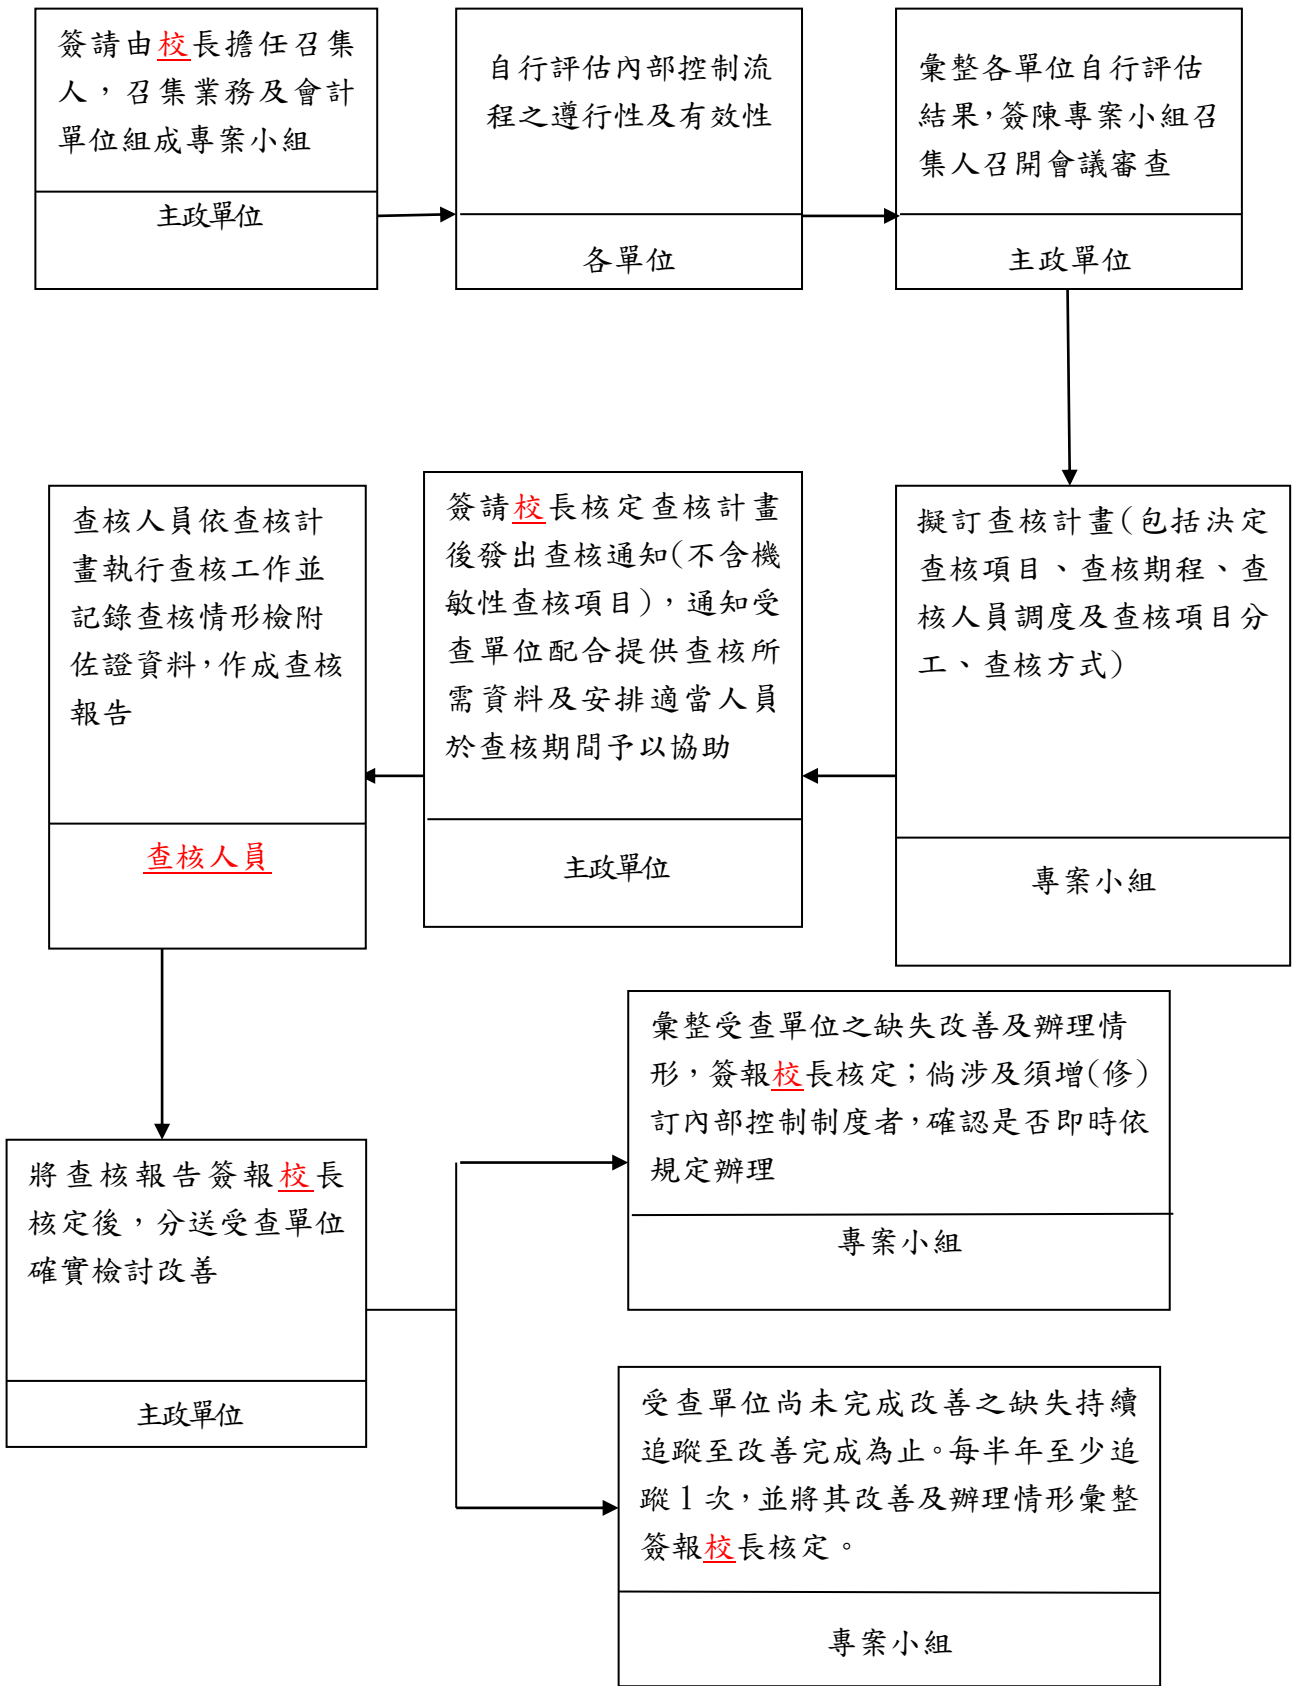 簽請由校長擔任召集
人，召集業務及會計
單位組成專案小組
主政單位
自行評估內部控制流
程之遵行性及有效性
各單位
彙整各單位自行評估
結果，簽陳專案小組召
集人召開會議審查
主政單位
擬訂查核計畫(包括決定
查核項目、查核期程、查
核人員調度及查核項目分
工、查核方式)
專案小組
簽請校長核定查核計畫
後發出查核通知(不含機
敏性查核項目)，通知受
查單位配合提供查核所
需資料及安排適當人員
於查核期間予以協助
主政單位
查核人員依查核計
畫執行查核工作並
記錄查核情形檢附
佐證資料，作成查核
報告
查核人員
將查核報告簽報校長
核定後，分送受查單位
確實檢討改善
主政單位
彙整受查單位之缺失改善及辦理情
形，簽報校長核定；倘涉及須增(修)
訂內部控制制度者，確認是否即時依
規定辦理
專案小組
受查單位尚未完成改善之缺失持續
追蹤至改善完成為止。每半年至少追
蹤1次，並將其改善及辦理情形彙整
簽報校長核定。
專案小組